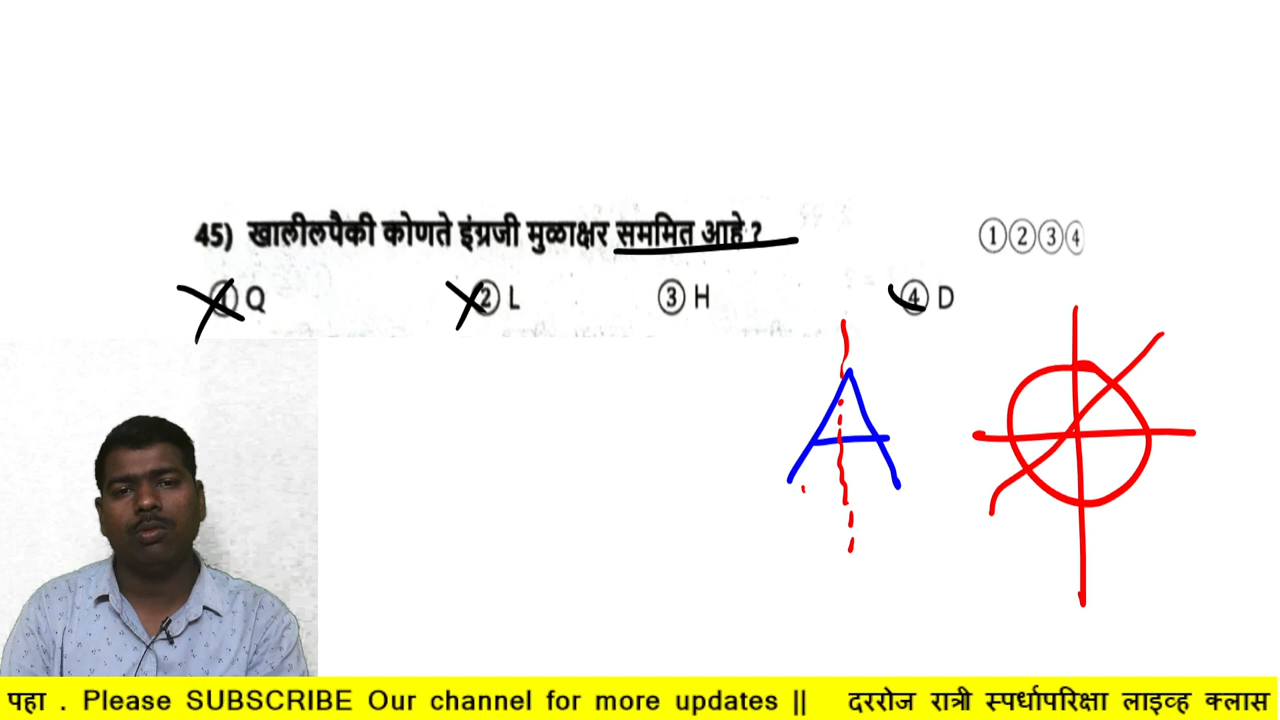 45) खालीलपैकी कोणते इंग्रजी मुळाक्षर सममित आहे ? ①②③④
① Q ② L ③ H ④ D
A
पहा . Please SUBSCRIBE Our channel for more updates || दररोज रात्री स्पर्धापरिक्षा लाइव्ह क्लास